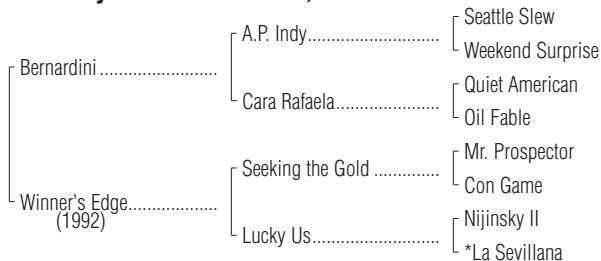 Seattle Slew
A.P. Indy..............................
Weekend Surprise
Bernardini ...........................
Quiet American
Cara Rafaela........................
Oil Fable
Mr. Prospector
Seeking the Gold ...............
Con Game
Winner's Edge....................
(1992)
Nijinsky II
Lucky Us.............................
*La Sevillana